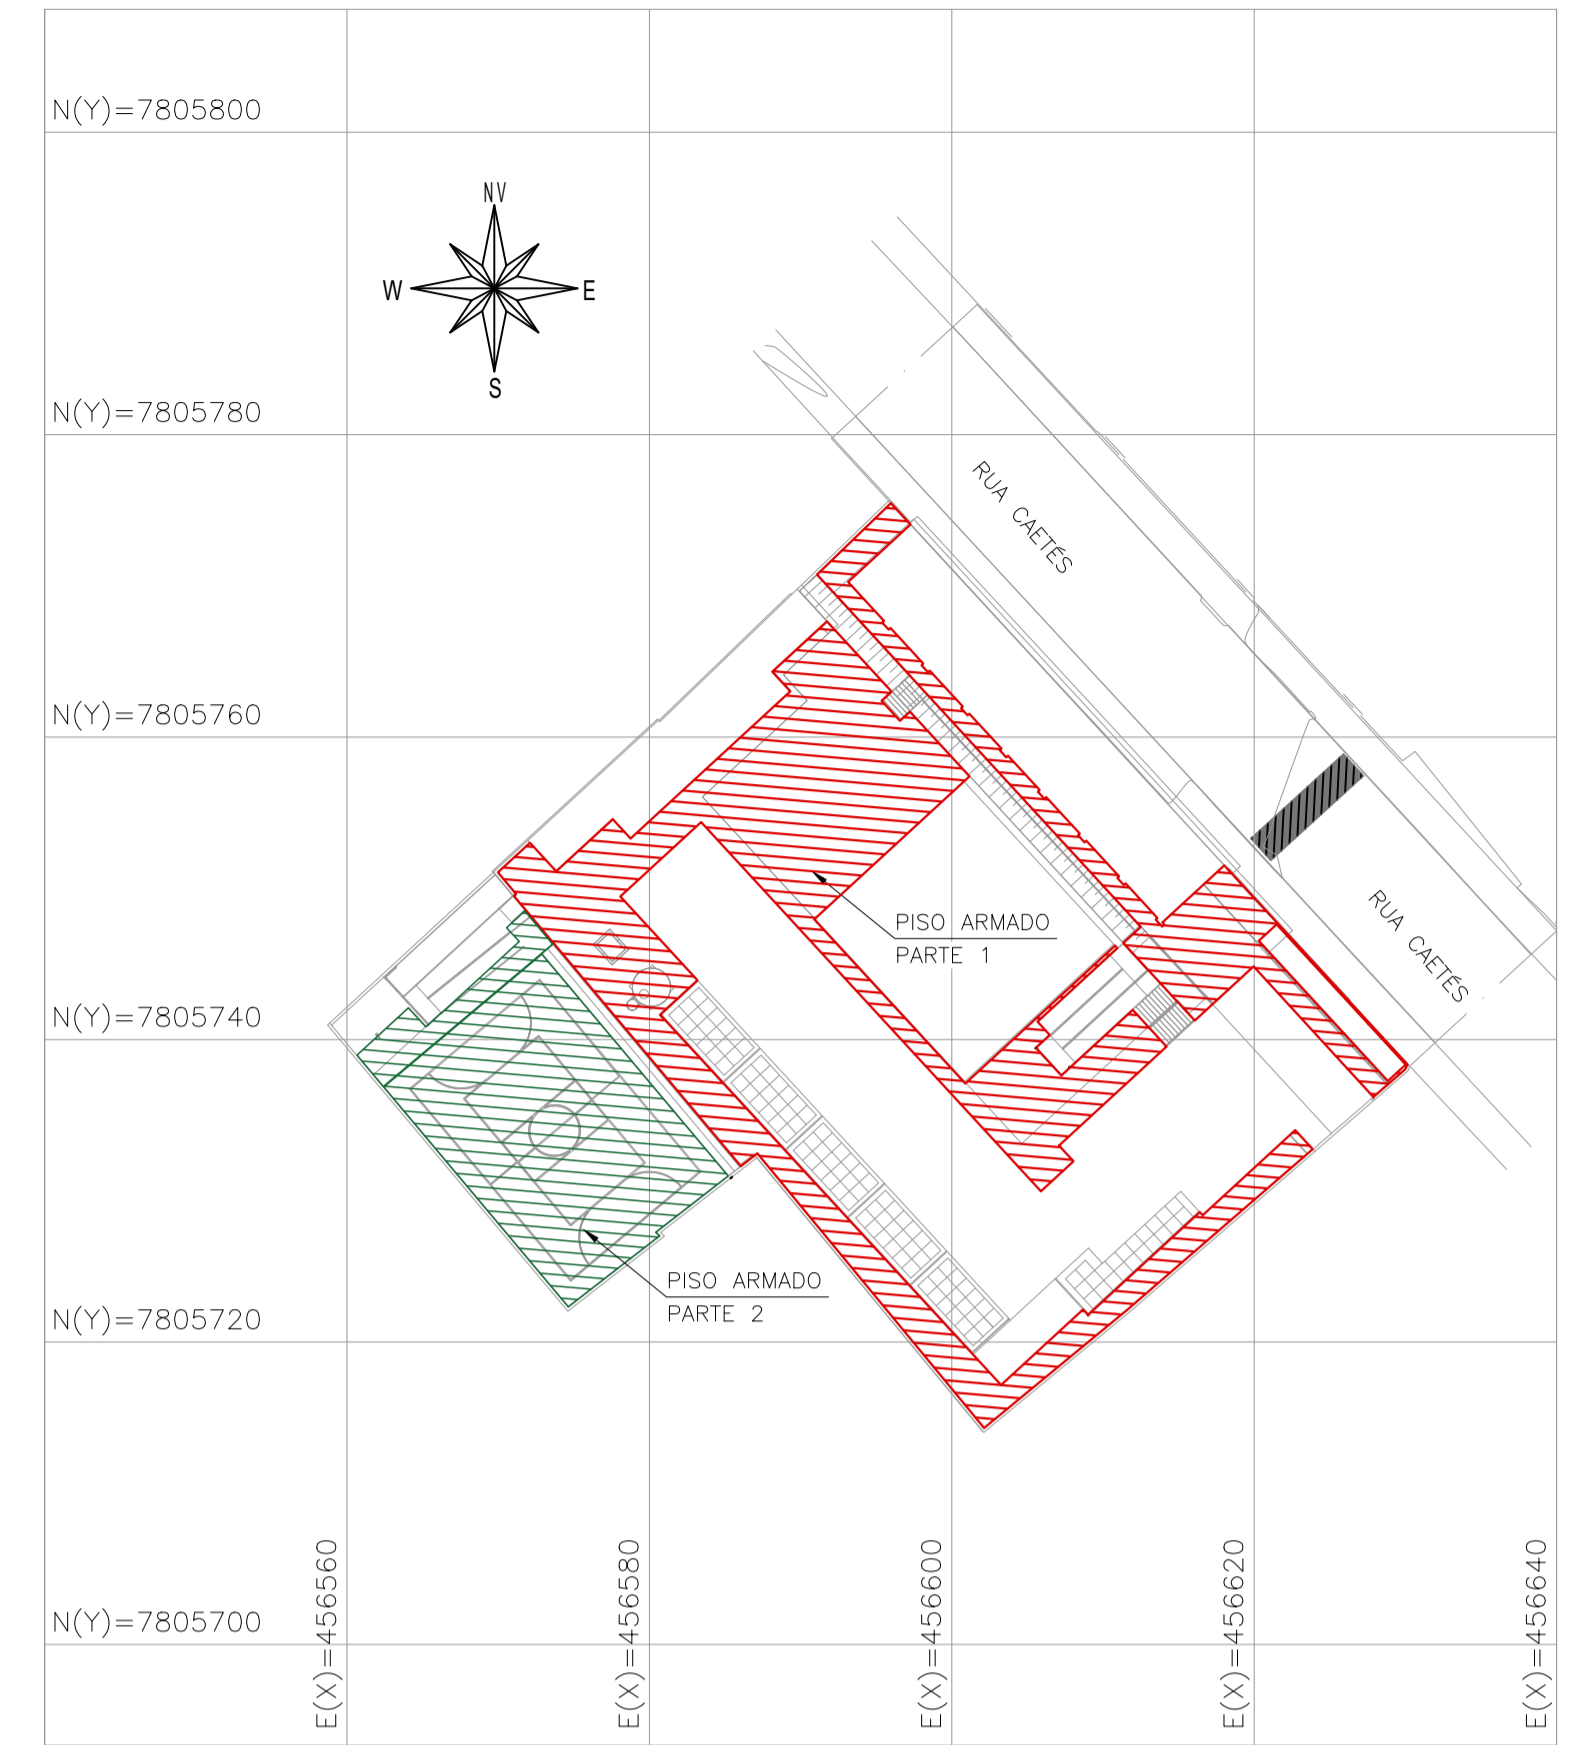 N(Y)=7805800
NV
W
E
S
N(Y)=7805780
RUA CAETÉS
N(Y)=7805760
RUA CAETÉS
PISO ARMADO
PARTE 1
N(Y)=7805740
PISO ARMADO
PARTE 2
N(Y)=7805720
N(Y)=7805700
E(X)=456560
E(X)=456580
E(X)=456600
E(X)=456620
E(X)=456640